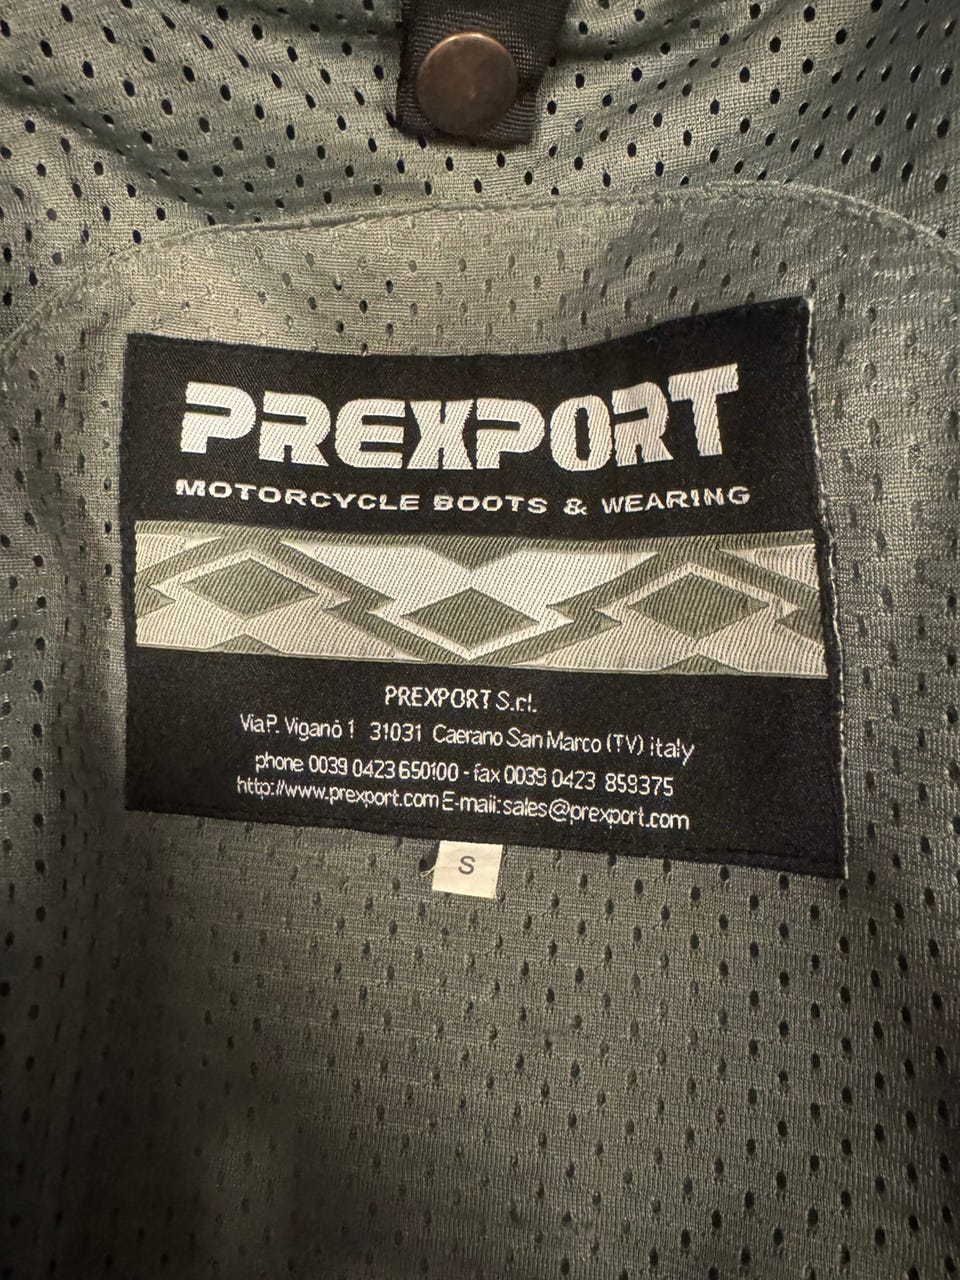 PREXPORT
MOTORCYCLE BOOTS & WEARING
PREXPORT S.r.l.
Via P. Viganò 1 31031 Caerano San Marco (TV) italy
phone 0039 0423 650100 - fax 0039 0423 859375
http://www.prexport.com E-mail: sales@prexport.com
S